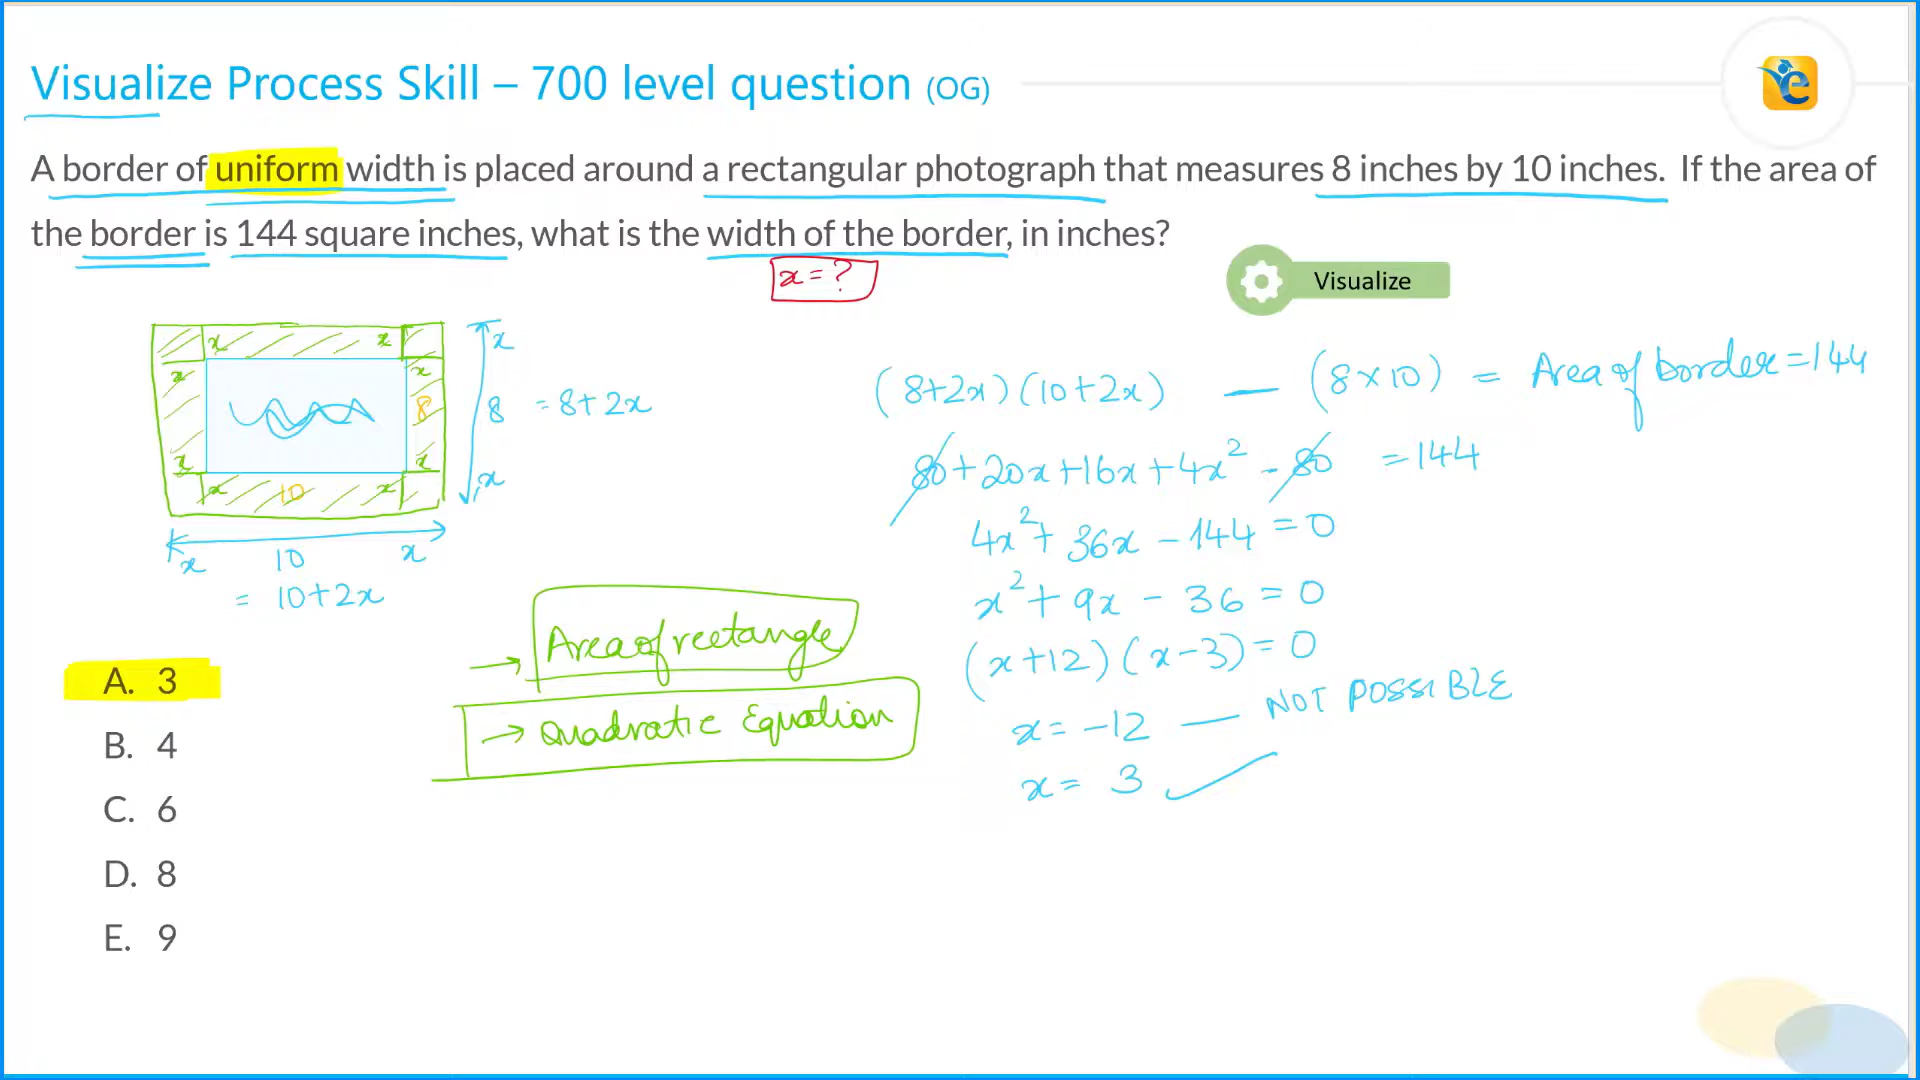 Visualize Process Skill – 700 level question (OG)
A border of uniform width is placed around a rectangular photograph that measures 8 inches by 10 inches. If the area of
the border is 144 square inches, what is the width of the border, in inches?
x = ?
Visualize
x x
x x
8
x x
x 10 x
x
8 = 8+2x
x
x 10 x
= 10+2x
(8+2x)(10+2x) — (8×10) = Area of border = 144
80+20x+16x+4x² - 80 = 144
4x² + 36x - 144 = 0
x² + 9x - 36 = 0
(x+12)(x-3) = 0
x = -12 — NOT POSSIBLE
x = 3 ✓
→ Area of rectangle
→ Quadratic Equation
A. 3
B. 4
C. 6
D. 8
E. 9
e